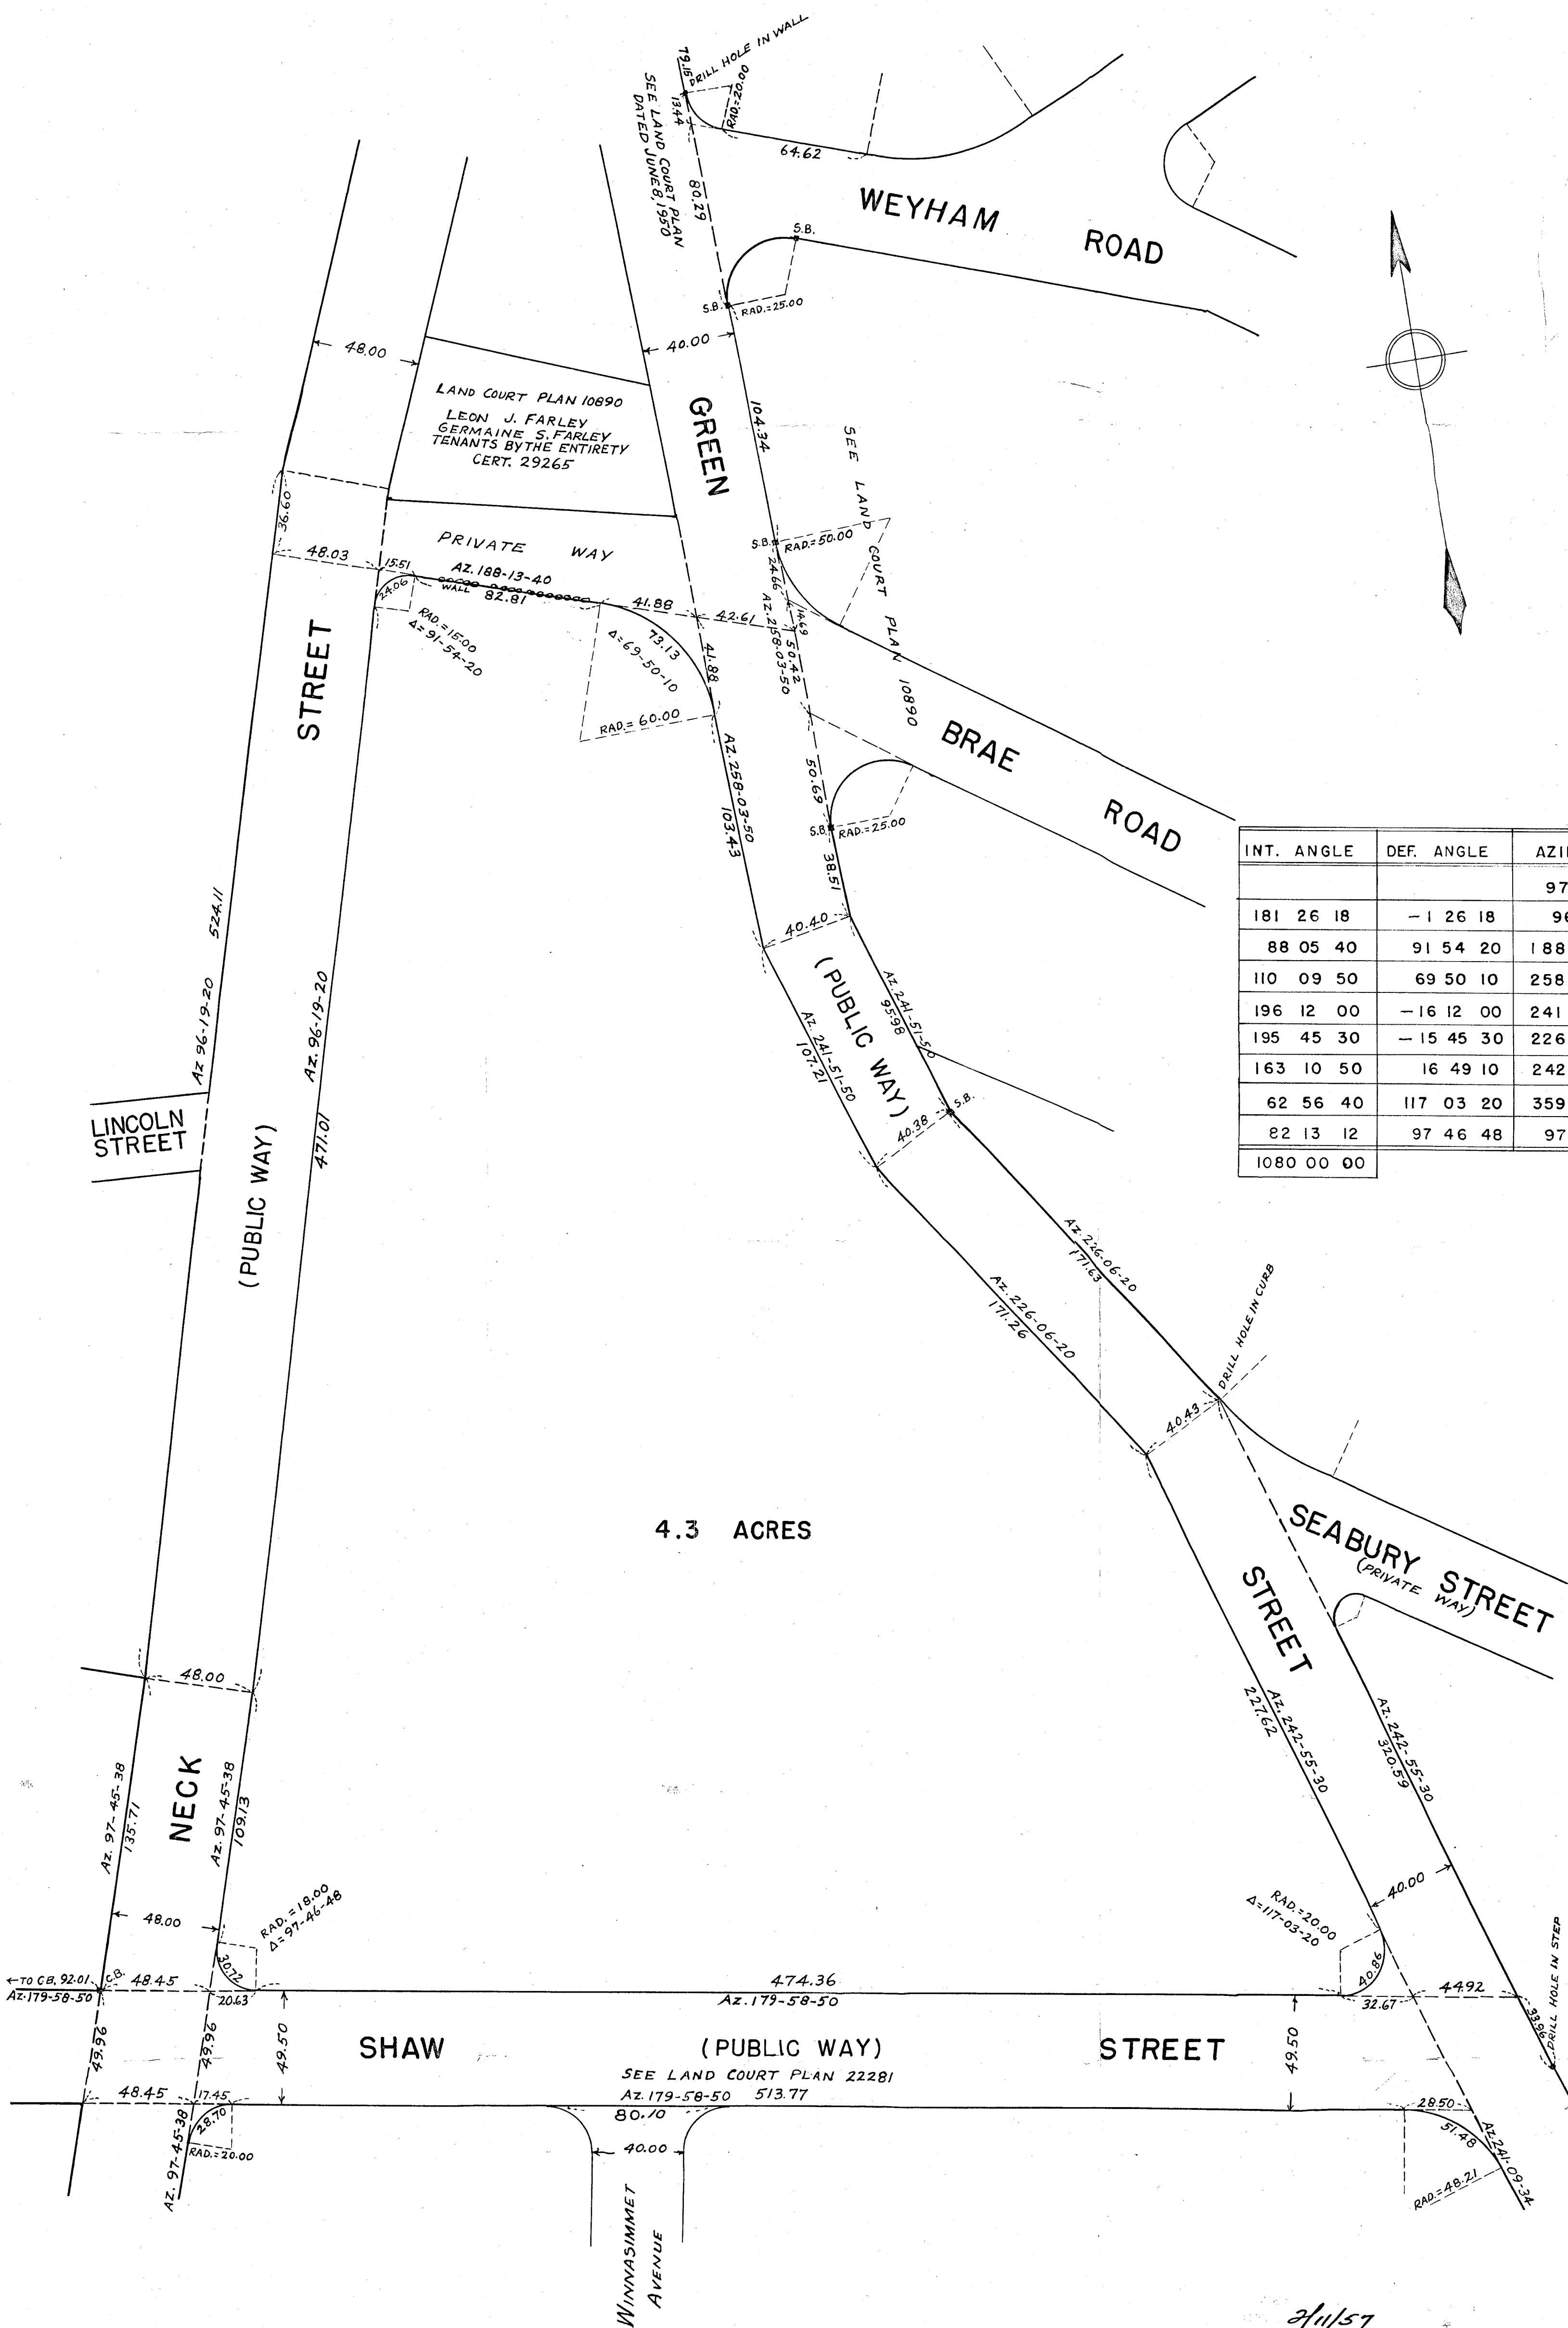 79.15
DRILL HOLE IN WALL
13.44
RAD.=20.00
SEE LAND COURT PLAN
DATED JUNE 8, 1950
80.29
64.62
WEYHAM ROAD
S.B.
S.B.
RAD.=25.00
48.00
40.00
LAND COURT PLAN 10890
LEON J. FARLEY
GERMAINE S. FARLEY
TENANTS BY THE ENTIRETY
CERT. 29265
GREEN
104.34
SEE LAND COURT PLAN 10890
36.60
48.03
15.51
24.06
PRIVATE WAY
AZ. 188-13-40
WALL
82.81
RAD.=15.00
Δ=91-54-20
41.88
42.61
S.B.
RAD.=50.00
24.66
14.69
AZ. 258-03-50
50.42
73.13
Δ=69-50-10
41.88
RAD.=60.00
STREET
BRAE ROAD
AZ. 258-03-50
103.43
50.69
S.B.
RAD.=25.00
38.51
40.40
INT. ANGLE DEF. ANGLE AZI
97
181 26 18 -1 26 18 96
88 05 40 91 54 20 188
110 09 50 69 50 10 258
196 12 00 -16 12 00 241
195 45 30 -15 45 30 226
163 10 50 16 49 10 242
62 56 40 117 03 20 359
82 13 12 97 46 48 97
1080 00 00
AZ 96-19-20 524.11
AZ. 96-19-20 471.01
(PUBLIC WAY)
AZ. 241-51-50
95.98
AZ. 241-51-50
107.21
S.B.
40.38
LINCOLN
STREET
(PUBLIC WAY)
AZ. 226-06-20
171.63
AZ. 226-06-20
171.26
DRILL HOLE IN CURB
40.43
4.3 ACRES
SEABURY STREET
(PRIVATE WAY)
STREET
48.00
AZ. 242-55-30
227.62
AZ. 242-55-30
320.59
NECK
AZ. 97-45-38
135.71
AZ. 97-45-38
109.13
48.00
RAD.=18.00
Δ=97-46-48
RAD.=20.00
Δ=117-03-20
40.00
30.72
40.86
←TO C.B. 92.01
AZ.179-58-50
C.B.
48.45
20.63
474.36
AZ.179-58-50
32.67
44.92
33.96
DRILL HOLE IN STEP
49.96
49.96
49.50
SHAW (PUBLIC WAY) STREET
49.50
SEE LAND COURT PLAN 22281
AZ.179-58-50 513.77
48.45
17.45
28.70
RAD.=20.00
AZ. 97-45-38
80.10
40.00
28.50
51.48
RAD.=48.21
AZ. 241-09-34
WINNASIMMET
AVENUE
2/11/57